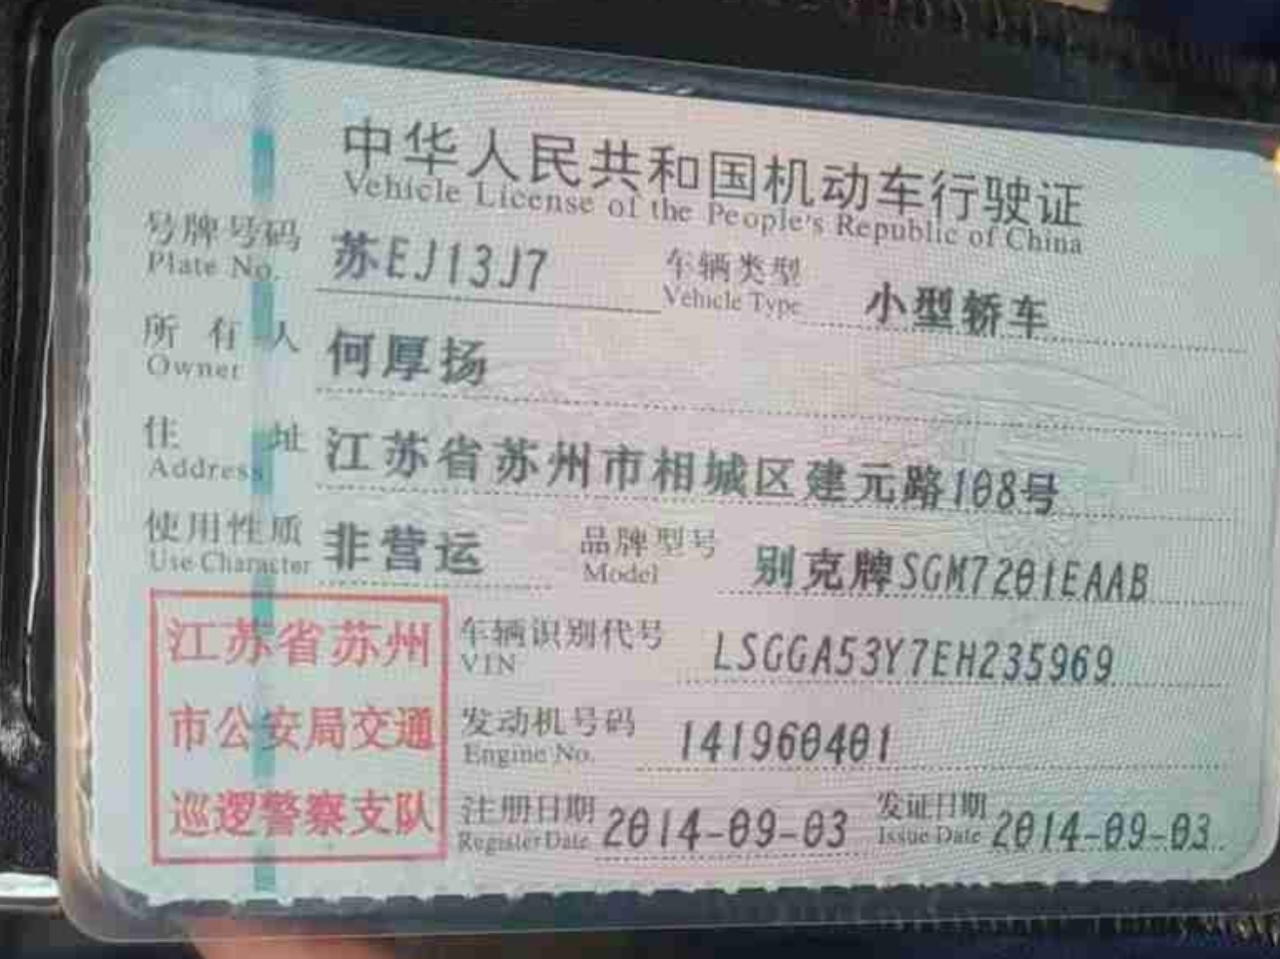 中华人民共和国机动车行驶证
Vehicle License of the People's Republic of China
号牌号码 苏EJ13J7 车辆类型 小型轿车
Plate No. Vehicle Type
所有人 何厚扬
Owner
住址 江苏省苏州市相城区建元路108号
Address
使用性质 非营运 品牌型号 别克牌SGM7201EAAB
Use Character Model
江苏省苏州
市公安局交通
巡逻警察支队
车辆识别代号 LSGGA53Y7EH235969
VIN
发动机号码 141960401
Engine No.
注册日期 2014-09-03 发证日期 2014-09-03
Register Date Issue Date